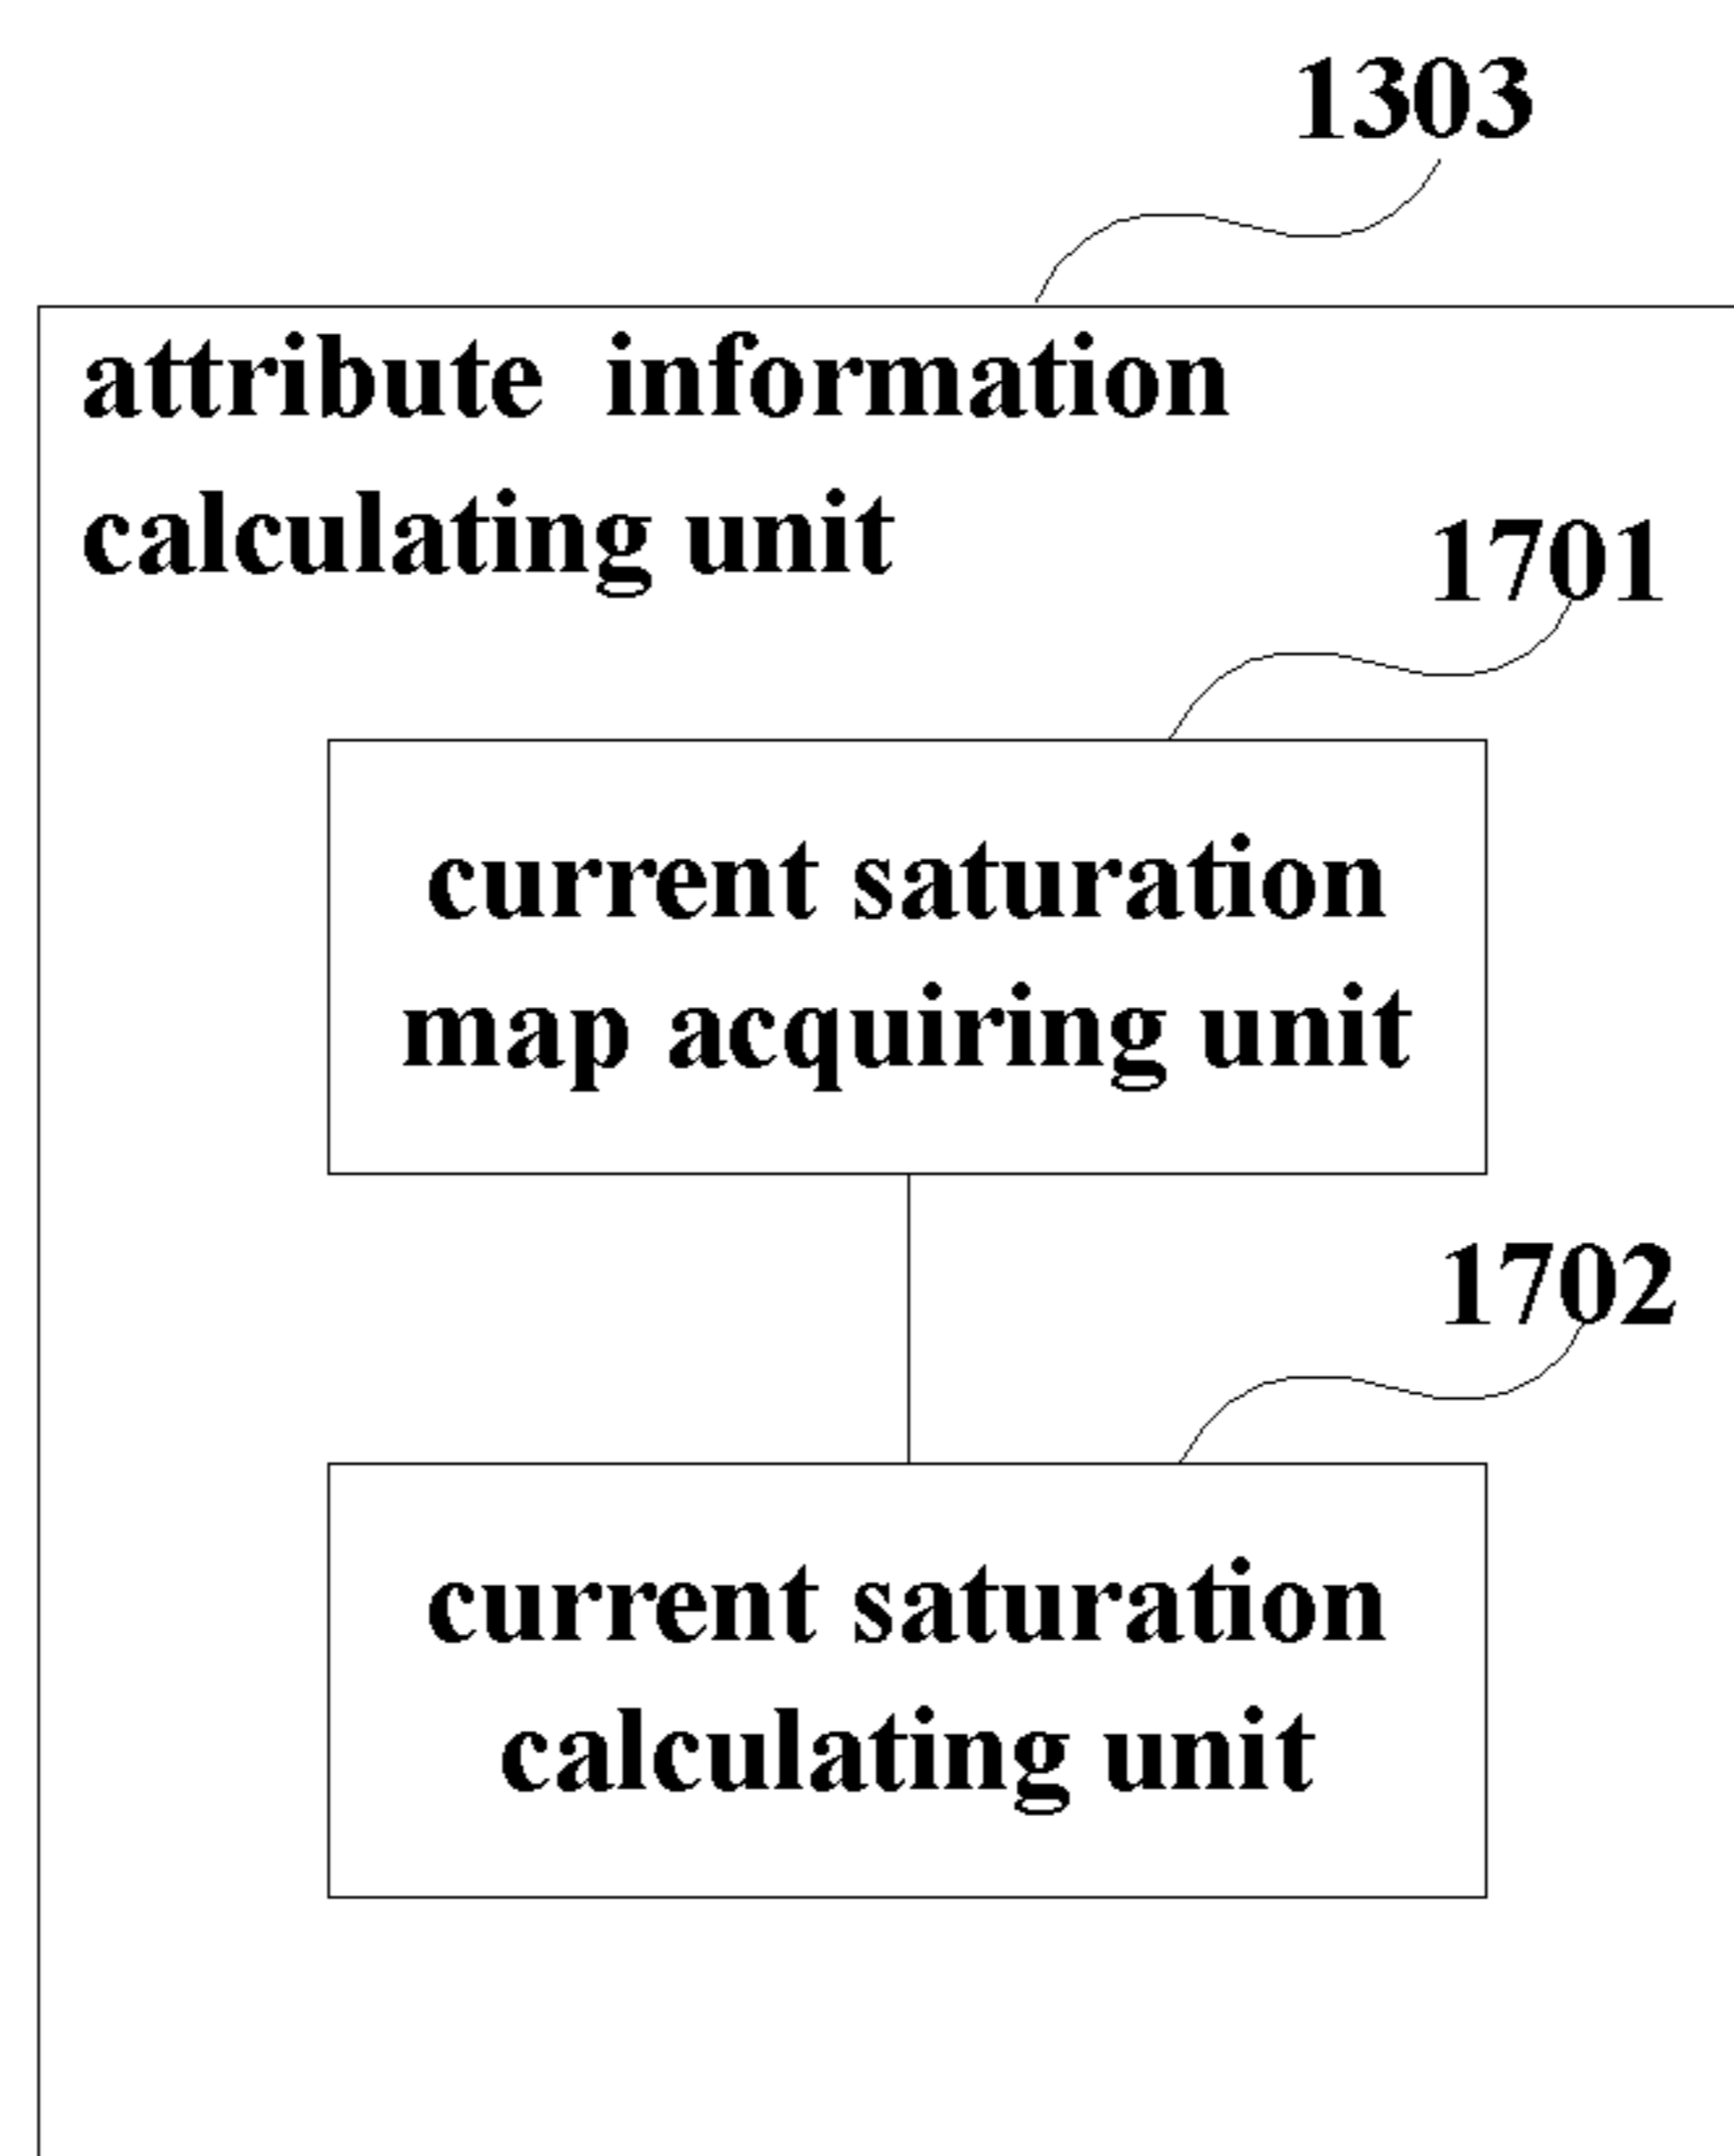 1303
attribute information
calculating unit
1701
current saturation
map acquiring unit
1702
current saturation
calculating unit